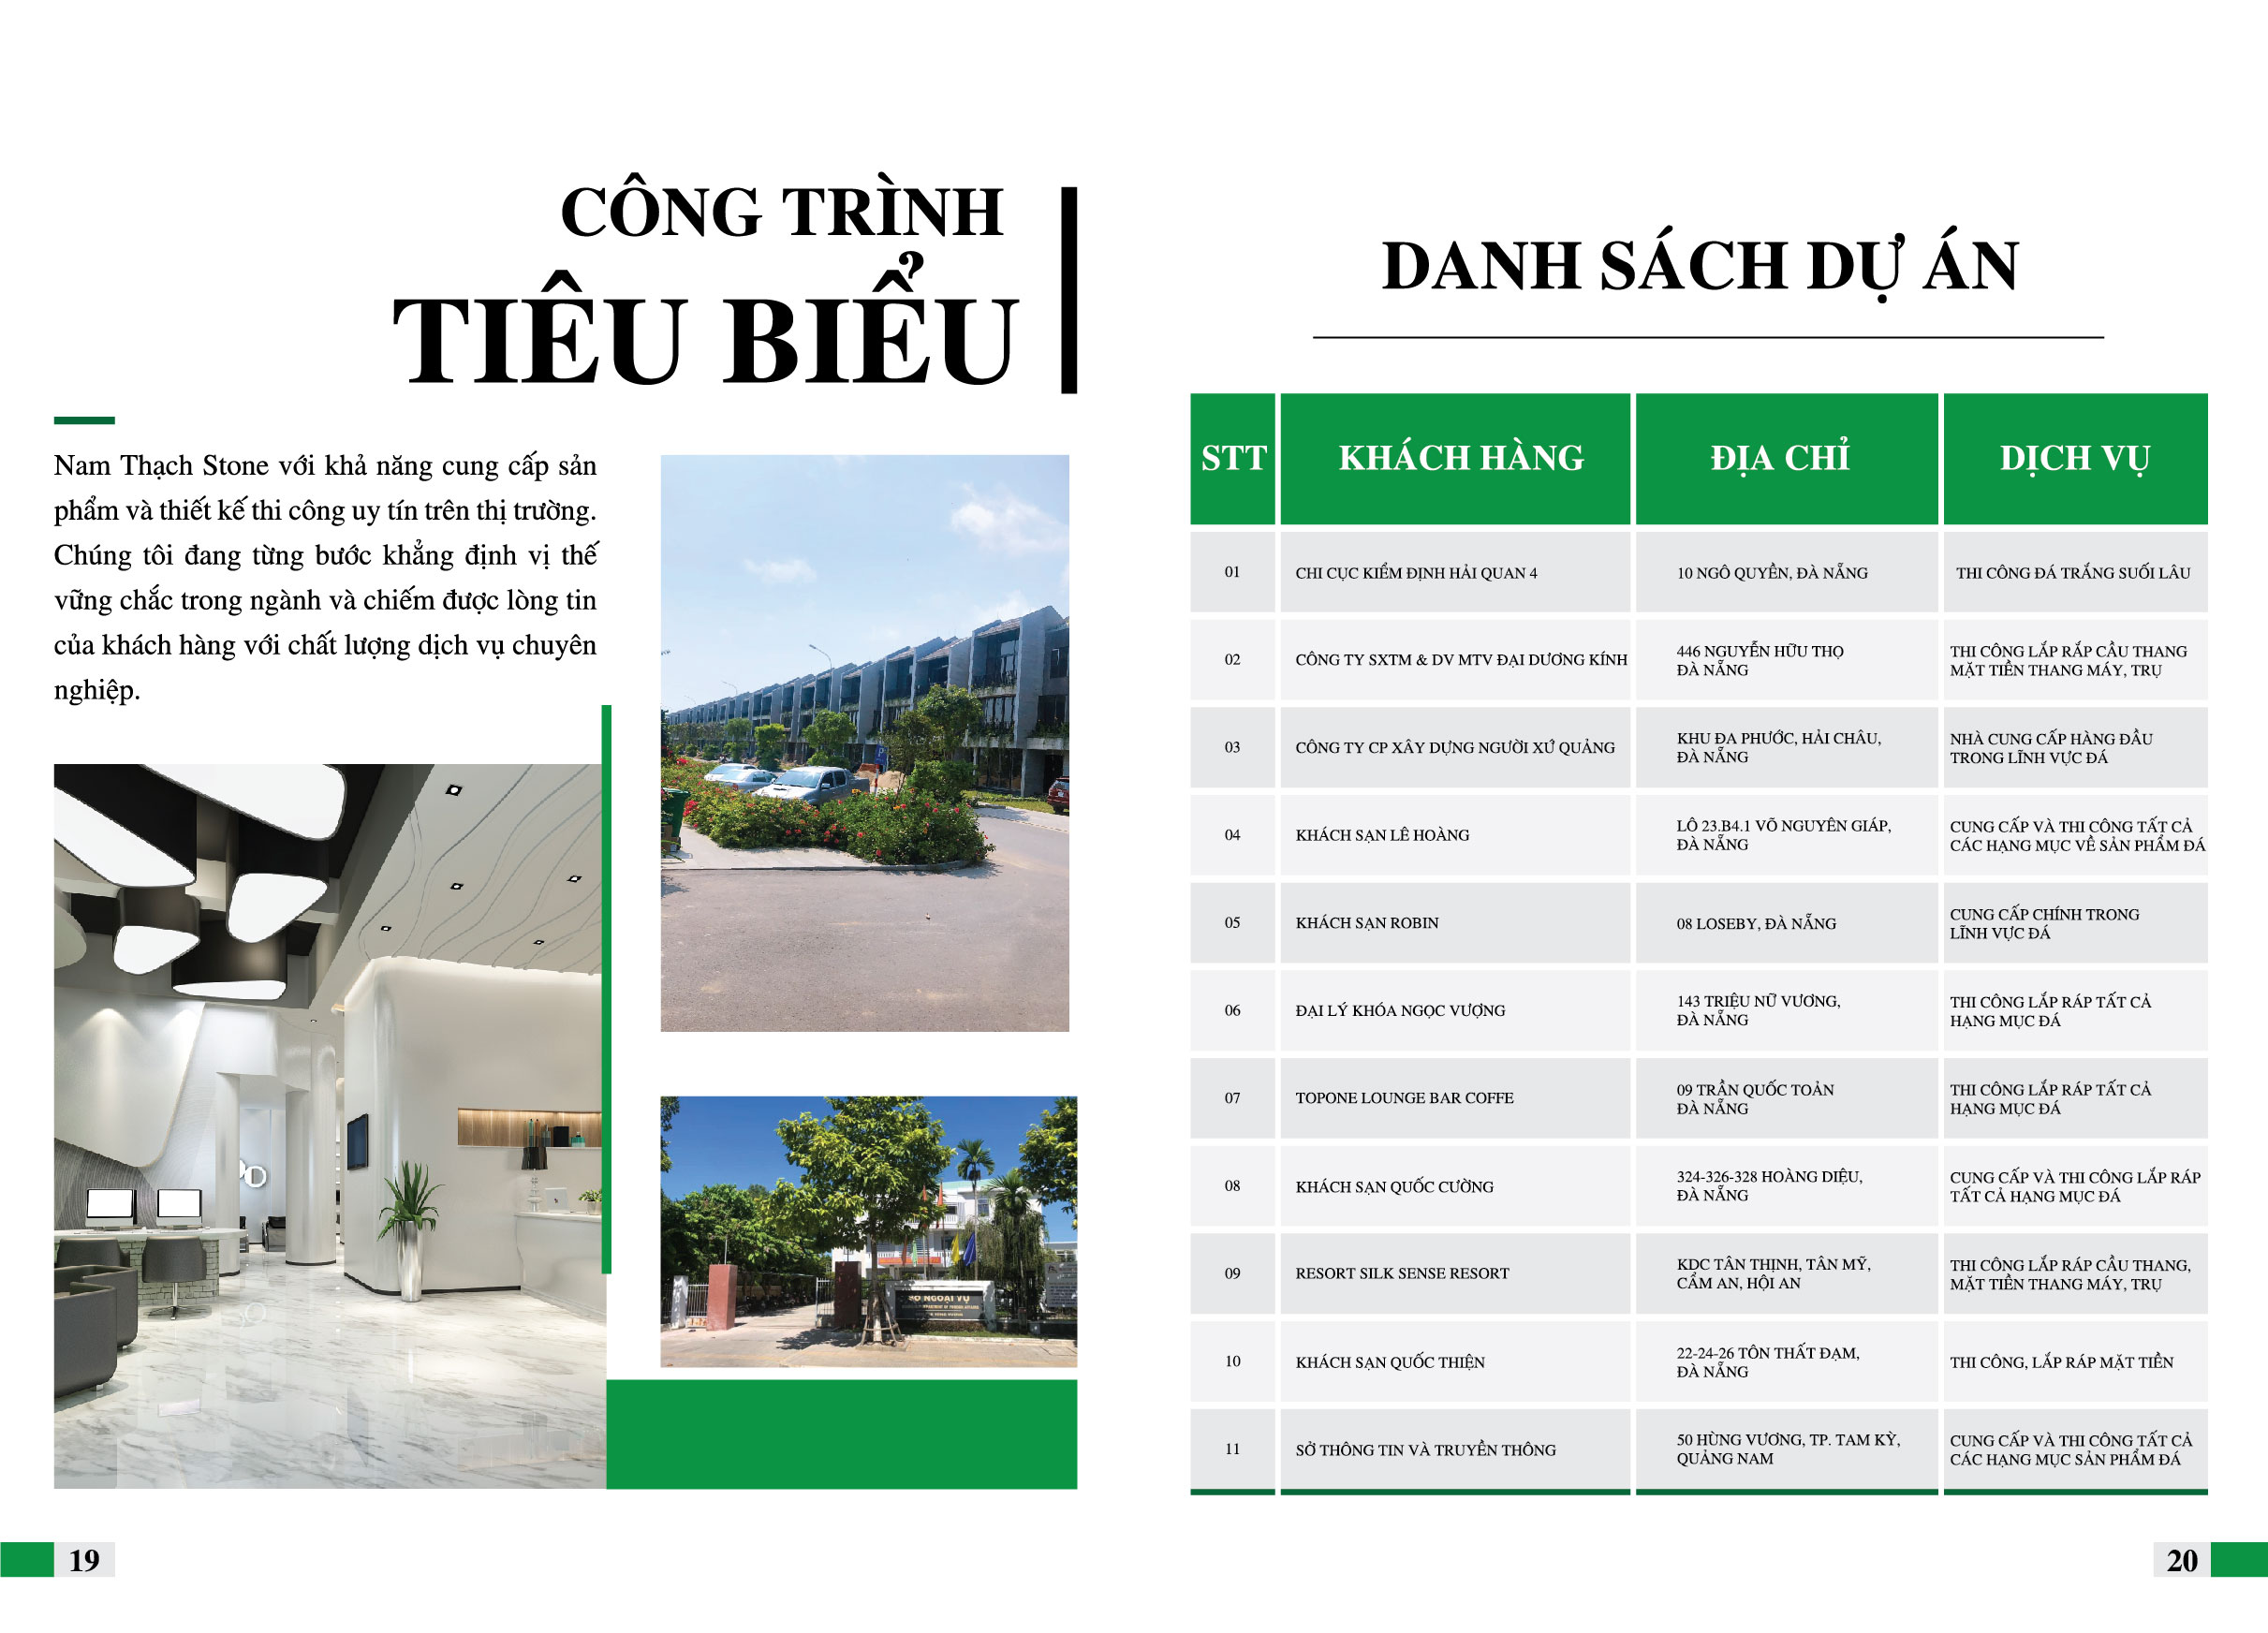 CÔNG TRÌNH
TIÊU BIỂU
Nam Thạch Stone với khả năng cung cấp sản
phẩm và thiết kế thi công uy tín trên thị trường.
Chúng tôi đang từng bước khẳng định vị thế
vững chắc trong ngành và chiếm được lòng tin
của khách hàng với chất lượng dịch vụ chuyên
nghiệp.
NGOẠI VỤ
19
DANH SÁCH DỰ ÁN
STT KHÁCH HÀNG ĐỊA CHỈ DỊCH VỤ
01 CHI CỤC KIỂM ĐỊNH HẢI QUAN 4 10 NGÔ QUYỀN, ĐÀ NẴNG THI CÔNG ĐÁ TRẮNG SUỐI LÂU
02 CÔNG TY SXTM & DV MTV ĐẠI DƯƠNG KÍNH
446 NGUYỄN HỮU THỌ
ĐÀ NẴNG
THI CÔNG LẮP RẮP CẦU THANG
MẶT TIỀN THANG MÁY, TRỤ
03 CÔNG TY CP XÂY DỰNG NGƯỜI XỨ QUẢNG
KHU ĐA PHƯỚC, HẢI CHÂU,
ĐÀ NẴNG
NHÀ CUNG CẤP HÀNG ĐẦU
TRONG LĨNH VỰC ĐÁ
04 KHÁCH SẠN LÊ HOÀNG
LÔ 23.B4.1 VÕ NGUYÊN GIÁP,
ĐÀ NẴNG
CUNG CẤP VÀ THI CÔNG TẤT CẢ
CÁC HẠNG MỤC VỀ SẢN PHẨM ĐÁ
05 KHÁCH SẠN ROBIN
08 LOSEBY, ĐÀ NẴNG
CUNG CẤP CHÍNH TRONG
LĨNH VỰC ĐÁ
06 ĐẠI LÝ KHÓA NGỌC VƯỢNG
143 TRIỆU NỮ VƯƠNG,
ĐÀ NẴNG
THI CÔNG LẮP RÁP TẤT CẢ
HẠNG MỤC ĐÁ
07 TOPONE LOUNGE BAR COFFE
09 TRẦN QUỐC TOẢN
ĐÀ NẴNG
THI CÔNG LẮP RÁP TẤT CẢ
HẠNG MỤC ĐÁ
08 KHÁCH SẠN QUỐC CƯỜNG
324-326-328 HOÀNG DIỆU,
ĐÀ NẴNG
CUNG CẤP VÀ THI CÔNG LẮP RÁP
TẤT CẢ HẠNG MỤC ĐÁ
09 RESORT SILK SENSE RESORT
KDC TÂN THỊNH, TÂN MỸ,
CẨM AN, HỘI AN
THI CÔNG LẮP RÁP CẦU THANG,
MẶT TIỀN THANG MÁY, TRỤ
10 KHÁCH SẠN QUỐC THIỆN
22-24-26 TÔN THẤT ĐẠM,
ĐÀ NẴNG
THI CÔNG, LẮP RÁP MẶT TIỀN
11 SỞ THÔNG TIN VÀ TRUYỀN THÔNG
50 HÙNG VƯƠNG, TP. TAM KỲ,
QUẢNG NAM
CUNG CẤP VÀ THI CÔNG TẤT CẢ
CÁC HẠNG MỤC SẢN PHẨM ĐÁ
20